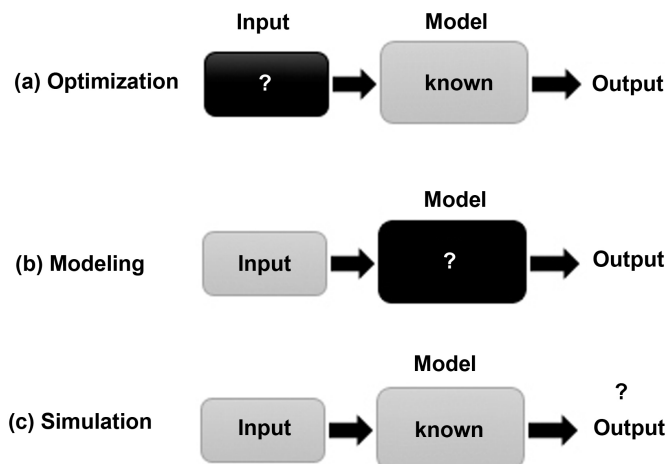 Input Model
(a) Optimization ? known Output
Model
(b) Modeling Input ? Output
Model
?
(c) Simulation Input known Output